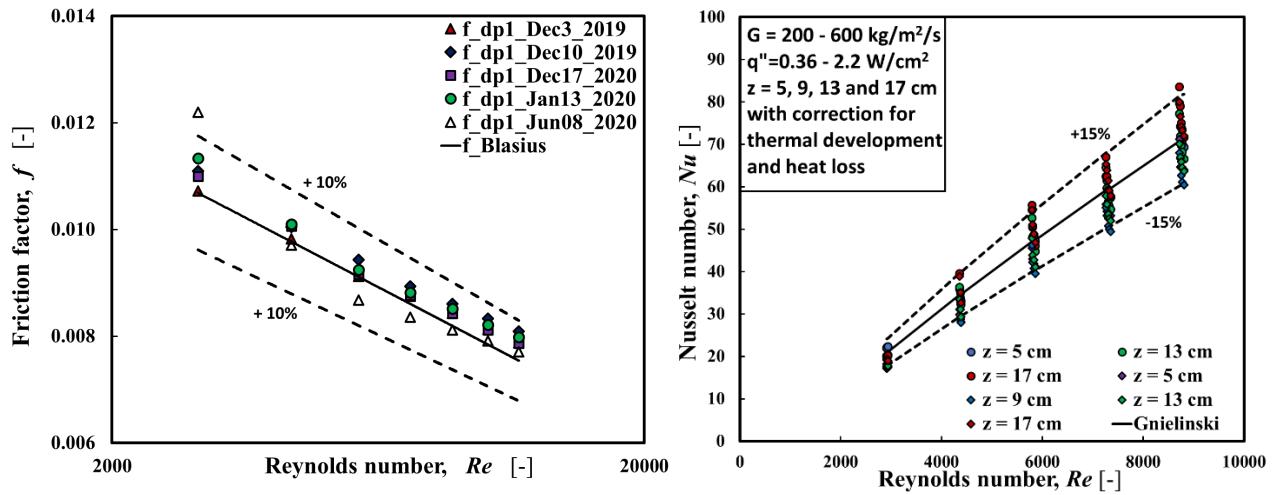 0.014
0.012
0.010
0.008
0.006
Friction factor, f [-]
f_dp1_Dec3_2019
f_dp1_Dec10_2019
f_dp1_Dec17_2020
f_dp1_Jan13_2020
f_dp1_Jun08_2020
f_Blasius
+ 10%
+ 10%
2000
20000
Reynolds number, Re [-]
100
90
80
70
60
50
40
30
20
10
0
Nusselt number, Nu [-]
G = 200 - 600 kg/m²/s
q"=0.36 - 2.2 W/cm²
z = 5, 9, 13 and 17 cm
with correction for
thermal development
and heat loss
+15%
-15%
z = 5 cm
z = 13 cm
z = 17 cm
z = 5 cm
z = 9 cm
z = 13 cm
z = 17 cm
Gnielinski
0
2000
4000
6000
8000
10000
Reynolds number, Re [-]